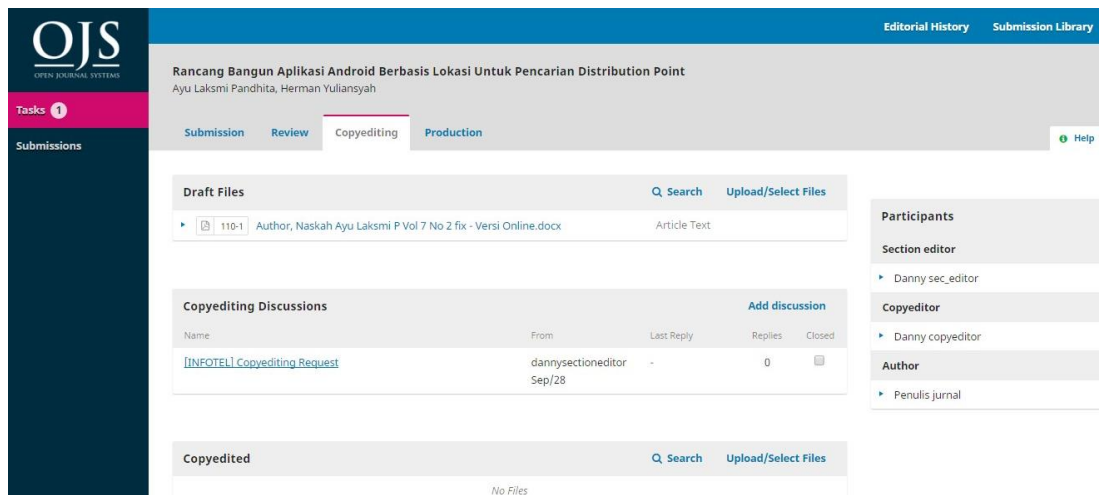 OJS
OPEN JOURNAL SYSTEMS
Editorial History Submission Library
Tasks 1
Submissions
Rancang Bangun Aplikasi Android Berbasis Lokasi Untuk Pencarian Distribution Point
Ayu Laksmi Pandhita, Herman Yuliansyah
Submission Review Copyediting Production
Help
Draft Files Search Upload/Select Files
110-1 Author, Naskah Ayu Laksmi P Vol 7 No 2 fix - Versi Online.docx Article Text
Copyediting Discussions Add discussion
Name From Last Reply Replies Closed
[INFOTEL] Copyediting Request dannysectioneditor - 0
Sep/28
Copyedited Search Upload/Select Files
No Files
Participants
Section editor
Danny sec_editor
Copyeditor
Danny copyeditor
Author
Penulis jurnal